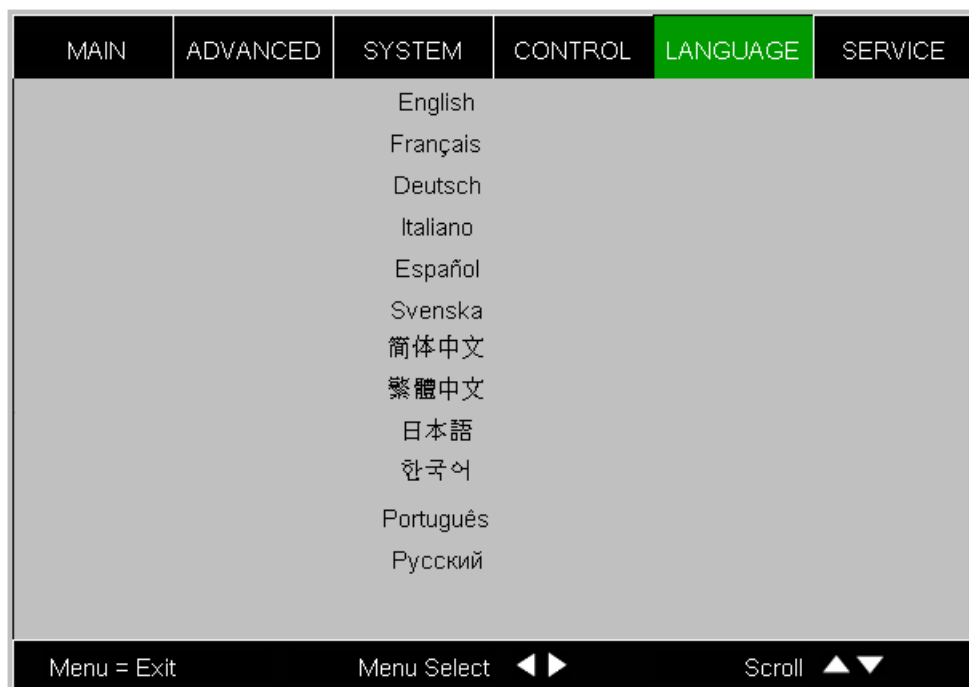 MAIN ADVANCED SYSTEM CONTROL LANGUAGE SERVICE
English
Français
Deutsch
Italiano
Español
Svenska
简体中文
繁體中文
日本語
한국어
Português
Русский
Menu = Exit Menu Select ◀ ▶ Scroll ▲ ▼